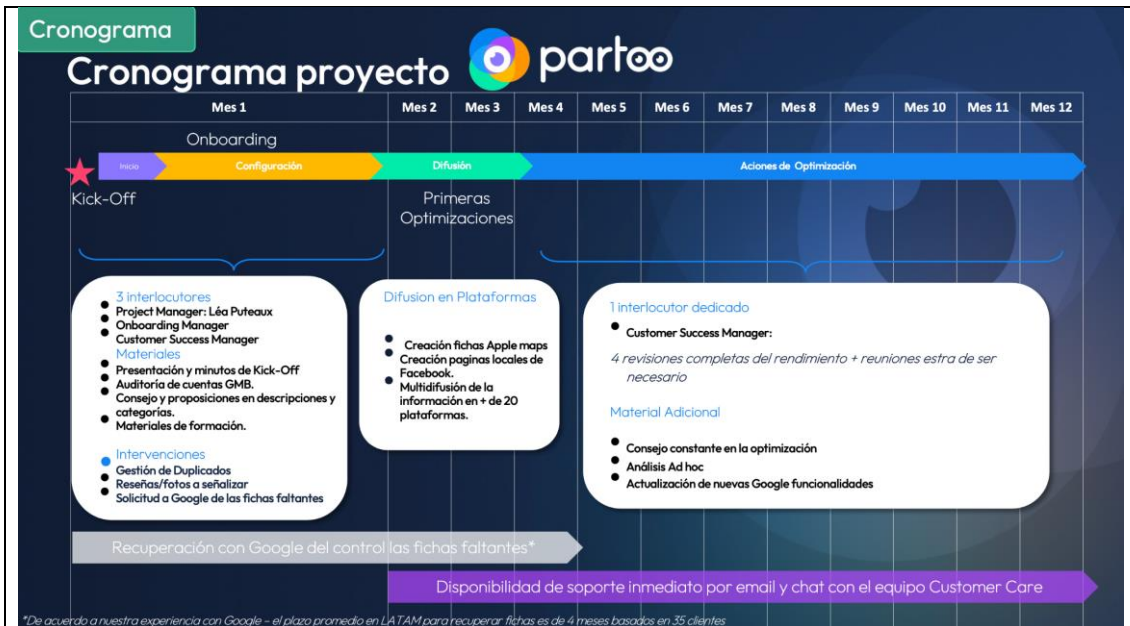 Cronograma
Cronograma proyecto partoo
Mes 1 Mes 2 Mes 3 Mes 4 Mes 5 Mes 6 Mes 7 Mes 8 Mes 9 Mes 10 Mes 11 Mes 12
Onboarding
Inicio Configuración Difusión Aciones de Optimización
Kick-Off
Primeras
Optimizaciones
3 interlocutores
Project Manager: Léa Puteaux
Onboarding Manager
Customer Success Manager
Materiales
Presentación y minutos de Kick-Off
Auditoría de cuentas GMB.
Consejo y proposiciones en descripciones y
categorías.
Materiales de formación.
Intervenciones
Gestión de Duplicados
Reseñas/fotos a señalizar
Solicitud a Google de las fichas faltantes
Difusion en Plataformas
Creación fichas Apple maps
Creación paginas locales de
Facebook.
Multidifusión de la
información en + de 20
plataformas.
1 interlocutor dedicado
Customer Success Manager:
4 revisiones completas del rendimiento + reuniones estra de ser
necesario
Material Adicional
Consejo constante en la optimización
Análisis Ad hoc
Actualización de nuevas Google funcionalidades
Recuperación con Google del control las fichas faltantes*
Disponibilidad de soporte inmediato por email y chat con el equipo Customer Care
*De acuerdo a nuestra experiencia con Google – el plazo promedio en LATAM para recuperar fichas es de 4 meses basados en 35 clientes